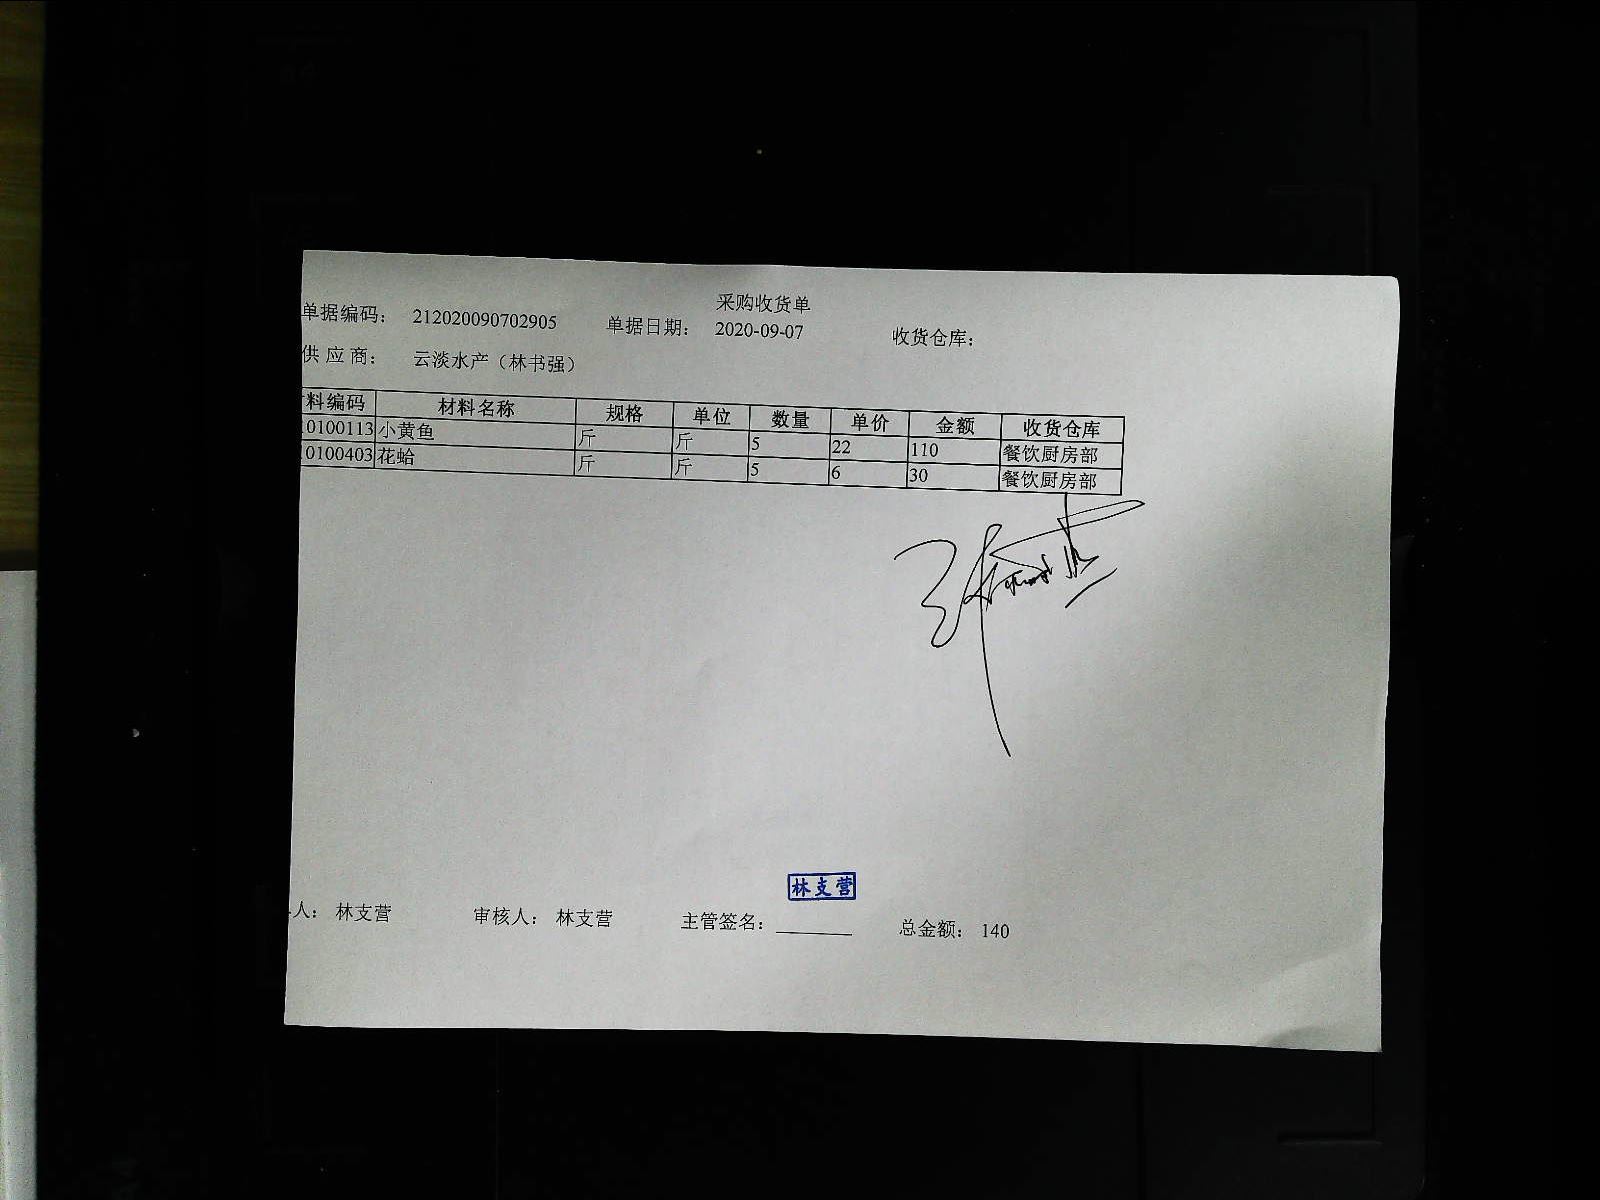 采购收货单
单据编码： 212020090702905 单据日期： 2020-09-07 收货仓库：
供 应 商： 云淡水产（林书强）
料编码 材料名称 规格 单位 数量 单价 金额 收货仓库
0100113 小黄鱼 斤 斤 5 22 110 餐饮厨房部
0100403 花蛤 斤 斤 5 6 30 餐饮厨房部
林支营
人： 林支营 审核人： 林支营 主管签名： 总金额： 140